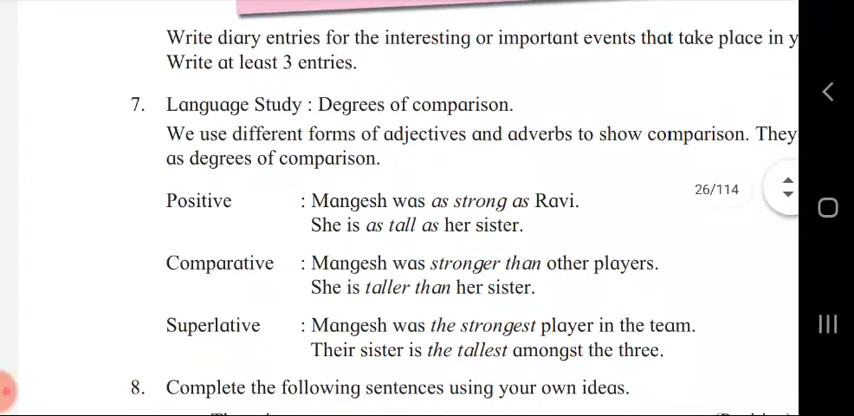 Write diary entries for the interesting or important events that take place in y
Write at least 3 entries.
7. Language Study : Degrees of comparison.
We use different forms of adjectives and adverbs to show comparison. They
as degrees of comparison.
26/114
Positive : Mangesh was as strong as Ravi.
She is as tall as her sister.
Comparative : Mangesh was stronger than other players.
She is taller than her sister.
Superlative : Mangesh was the strongest player in the team.
Their sister is the tallest amongst the three.
8. Complete the following sentences using your own ideas.